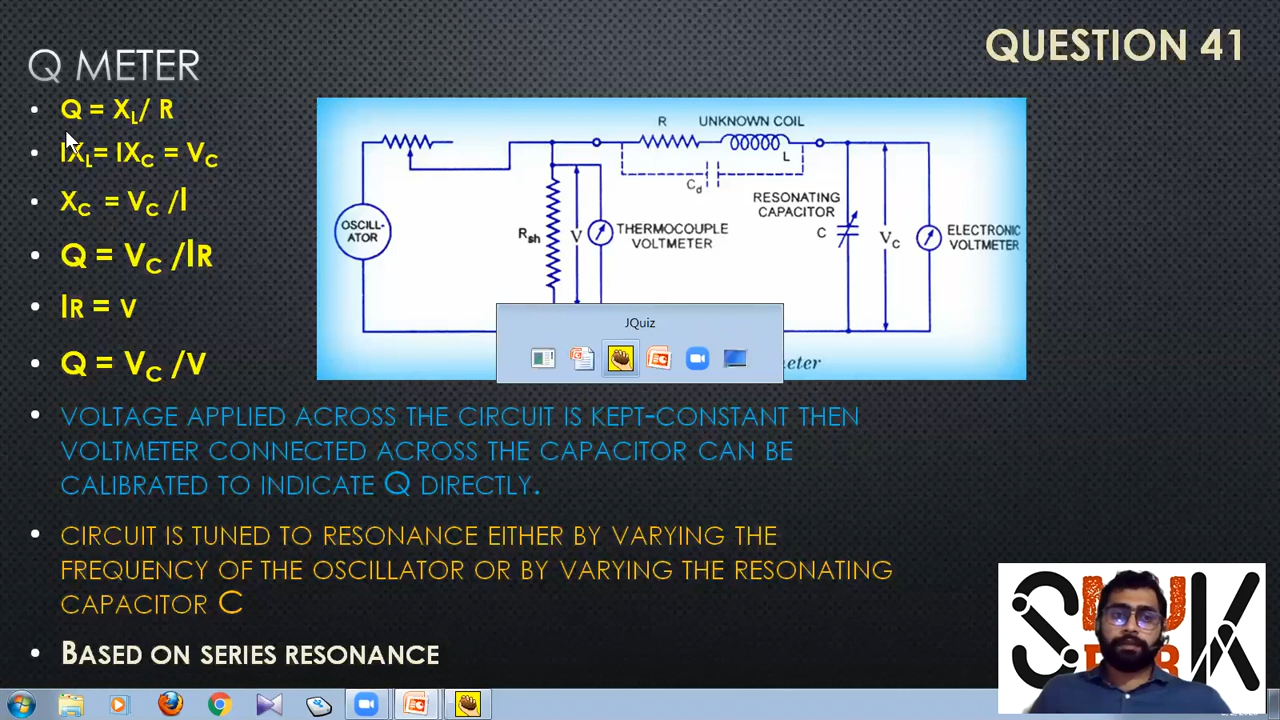 QUESTION 41
Q METER
• Q = XL/ R
• IXL= IXC = VC
• XC = VC /I
• Q = VC /IR
• IR = V
• Q = VC /V
• VOLTAGE APPLIED ACROSS THE CIRCUIT IS KEPT-CONSTANT THEN
VOLTMETER CONNECTED ACROSS THE CAPACITOR CAN BE
CALIBRATED TO INDICATE Q DIRECTLY.
• CIRCUIT IS TUNED TO RESONANCE EITHER BY VARYING THE
FREQUENCY OF THE OSCILLATOR OR BY VARYING THE RESONATING
CAPACITOR C
• BASED ON SERIES RESONANCE
R
UNKNOWN COIL
L
Cd
OSCILL-
ATOR
Rsh
V
THERMOCOUPLE
VOLTMETER
RESONATING
CAPACITOR
C
VC
ELECTRONIC
VOLTMETER
JQuiz
eter